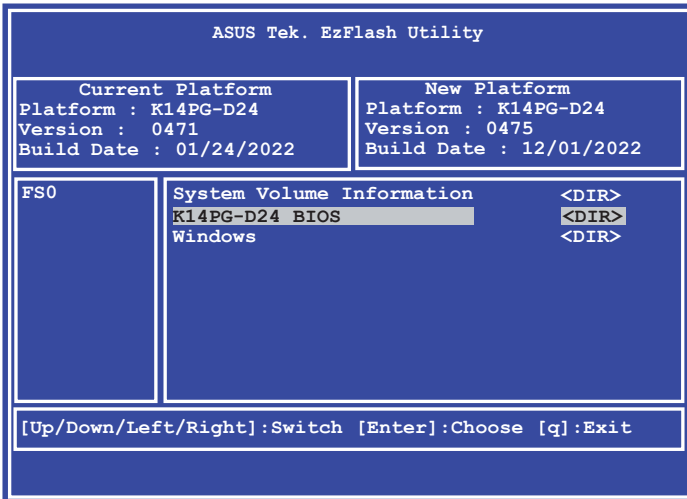 ASUS Tek. EzFlash Utility
Current Platform
Platform : K14PG-D24
Version : 0471
Build Date : 01/24/2022
New Platform
Platform : K14PG-D24
Version : 0475
Build Date : 12/01/2022
FS0
System Volume Information <DIR>
K14PG-D24 BIOS <DIR>
Windows <DIR>
[Up/Down/Left/Right]:Switch [Enter]:Choose [q]:Exit